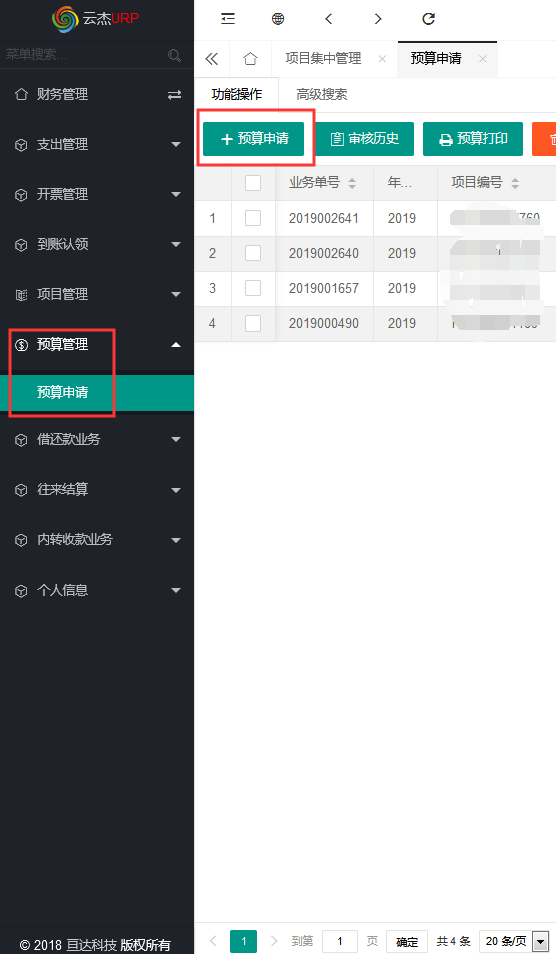 云杰URP
菜单搜索...
财务管理
支出管理
开票管理
到账认领
项目管理
预算管理
预算申请
借还款业务
往来结算
内转收款业务
个人信息
© 2018 亘达科技 版权所有
项目集中管理 预算申请
功能操作 高级搜索
预算申请 审核历史 预算打印
业务单号 年... 项目编号
1 2019002641 2019 760
2 2019002640 2019
3 2019001657 2019
4 2019000490 2019
1 到第 1 页 确定 共 4 条 20 条/页